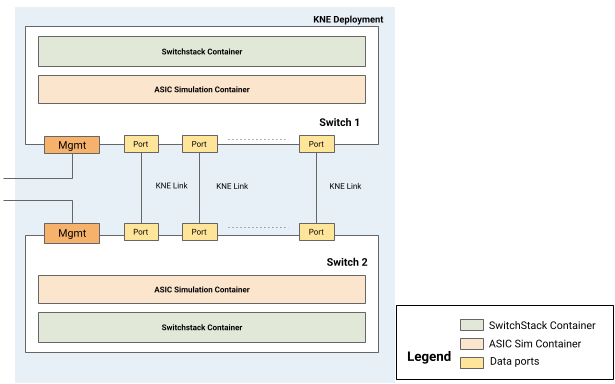 KNE Deployment
Switchstack Container
ASIC Simulation Container
Switch 1
Mgmt Port Port Port
KNE Link KNE Link KNE Link
Mgmt Port Port Port
Switch 2
ASIC Simulation Container
Switchstack Container
SwitchStack Container
ASIC Sim Container
Legend Data ports